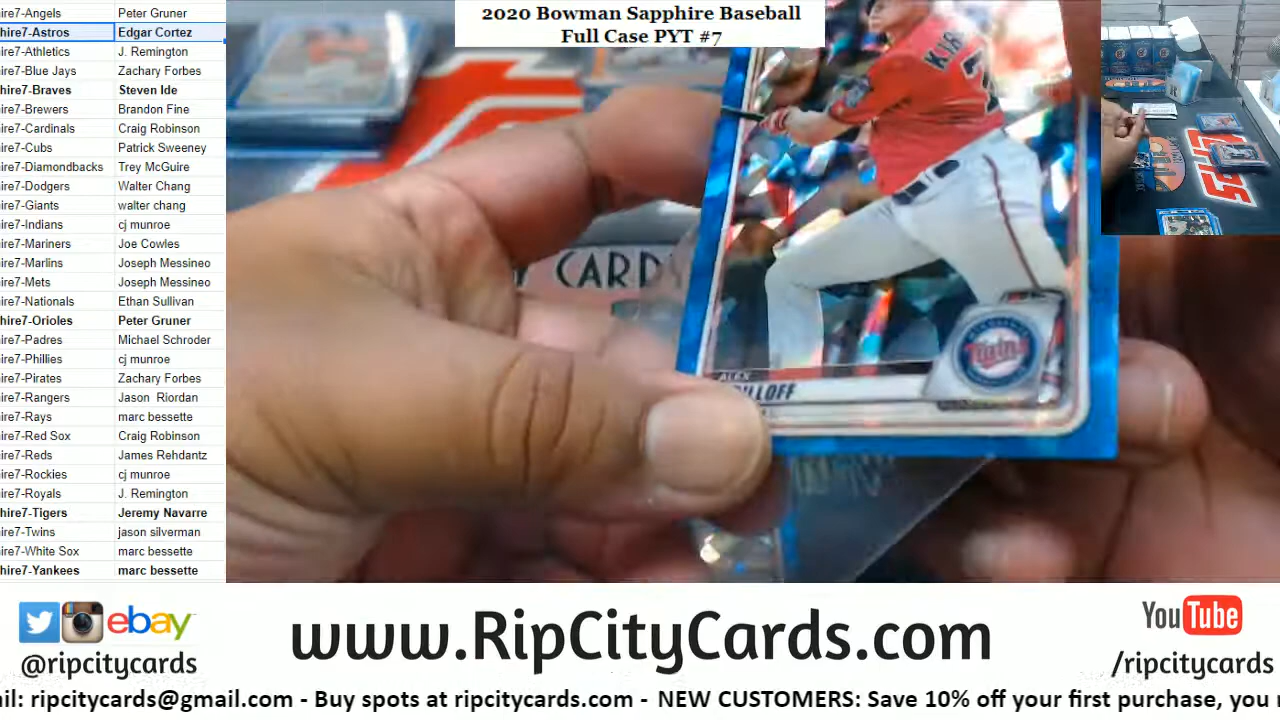 hire7-Angels Peter Gruner
hire7-Astros Edgar Cortez
ire7-Athletics J. Remington
ire7-Blue Jays Zachary Forbes
hire7-Braves Steven Ide
ire7-Brewers Brandon Fine
ire7-Cardinals Craig Robinson
ire7-Cubs Patrick Sweeney
ire7-Diamondbacks Trey McGuire
ire7-Dodgers Walter Chang
ire7-Giants walter chang
ire7-Indians cj munroe
ire7-Mariners Joe Cowles
ire7-Marlins Joseph Messineo
ire7-Mets Joseph Messineo
ire7-Nationals Ethan Sullivan
hire7-Orioles Peter Gruner
ire7-Padres Michael Schroder
ire7-Phillies cj munroe
ire7-Pirates Zachary Forbes
ire7-Rangers Jason Riordan
ire7-Rays marc bessette
ire7-Red Sox Craig Robinson
ire7-Reds James Rehdantz
ire7-Rockies cj munroe
ire7-Royals J. Remington
hire7-Tigers Jeremy Navarre
ire7-Twins jason silverman
ire7-White Sox marc bessette
hire7-Yankees marc bessette
2020 Bowman Sapphire Baseball
Full Case PYT #7
KIR
Y CARD
Twins
ALEX
ILLOFF
ebay
@ripcitycards
www.RipCityCards.com
YouTube
/ripcitycards
ail: ripcitycards@gmail.com - Buy spots at ripcitycards.com - NEW CUSTOMERS: Save 10% off your first purchase, you